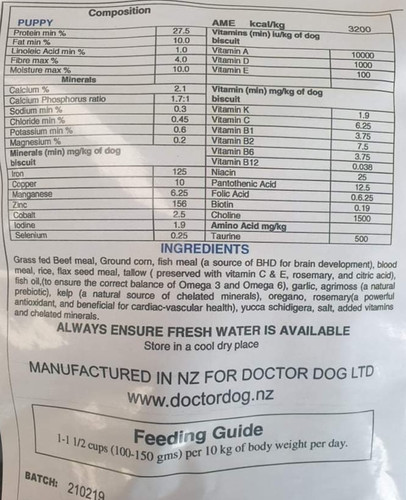 Composition
PUPPY
Protein min % 27.5
Fat min % 10.0
Linoleic Acid min % 1.0
Fibre max % 4.0
Moisture max % 10.0
Minerals
Calcium % 2.1
Calcium Phosphorus ratio 1.7:1
Sodium min % 0.3
Chloride min % 0.45
Potassium min % 0.6
Magnesium % 0.2
Minerals (min) mg/kg of dog biscuit
Iron 125
Copper 10
Manganese 6.25
Zinc 156
Cobalt 2.5
Iodine 1.9
Selenium 0.25
AME kcal/kg 3200
Vitamins (min) iu/kg of dog biscuit
Vitamin A 10000
Vitamin D 1000
Vitamin E 100
Vitamin (min) mg/kg of dog biscuit
Vitamin K 1.9
Vitamin C 6.25
Vitamin B1 3.75
Vitamin B2 7.5
Vitamin B6 3.75
Vitamin B12 0.038
Niacin 25
Pantothenic Acid 12.5
Folic Acid 0.6.25
Biotin 0.19
Choline 1500
Amino Acid mg/kg
Taurine 500
INGREDIENTS
Grass fed Beef meal, Ground corn, fish meal (a source of BHD for brain development), blood
meal, rice, flax seed meal, tallow ( preserved with vitamin C & E, rosemary, and citric acid),
fish oil,(to ensure the correct balance of Omega 3 and Omega 6), garlic, agrimoss (a natural
prebiotic), kelp (a natural source of chelated minerals), oregano, rosemary(a powerful
antioxidant, and beneficial for cardiac-vascular health), yucca schidigera, salt, added vitamins
and chelated minerals.
ALWAYS ENSURE FRESH WATER IS AVAILABLE
Store in a cool dry place
MANUFACTURED IN NZ FOR DOCTOR DOG LTD
www.doctordog.nz
Feeding Guide
1-1 1/2 cups (100-150 gms) per 10 kg of body weight per day.
BATCH: 210219